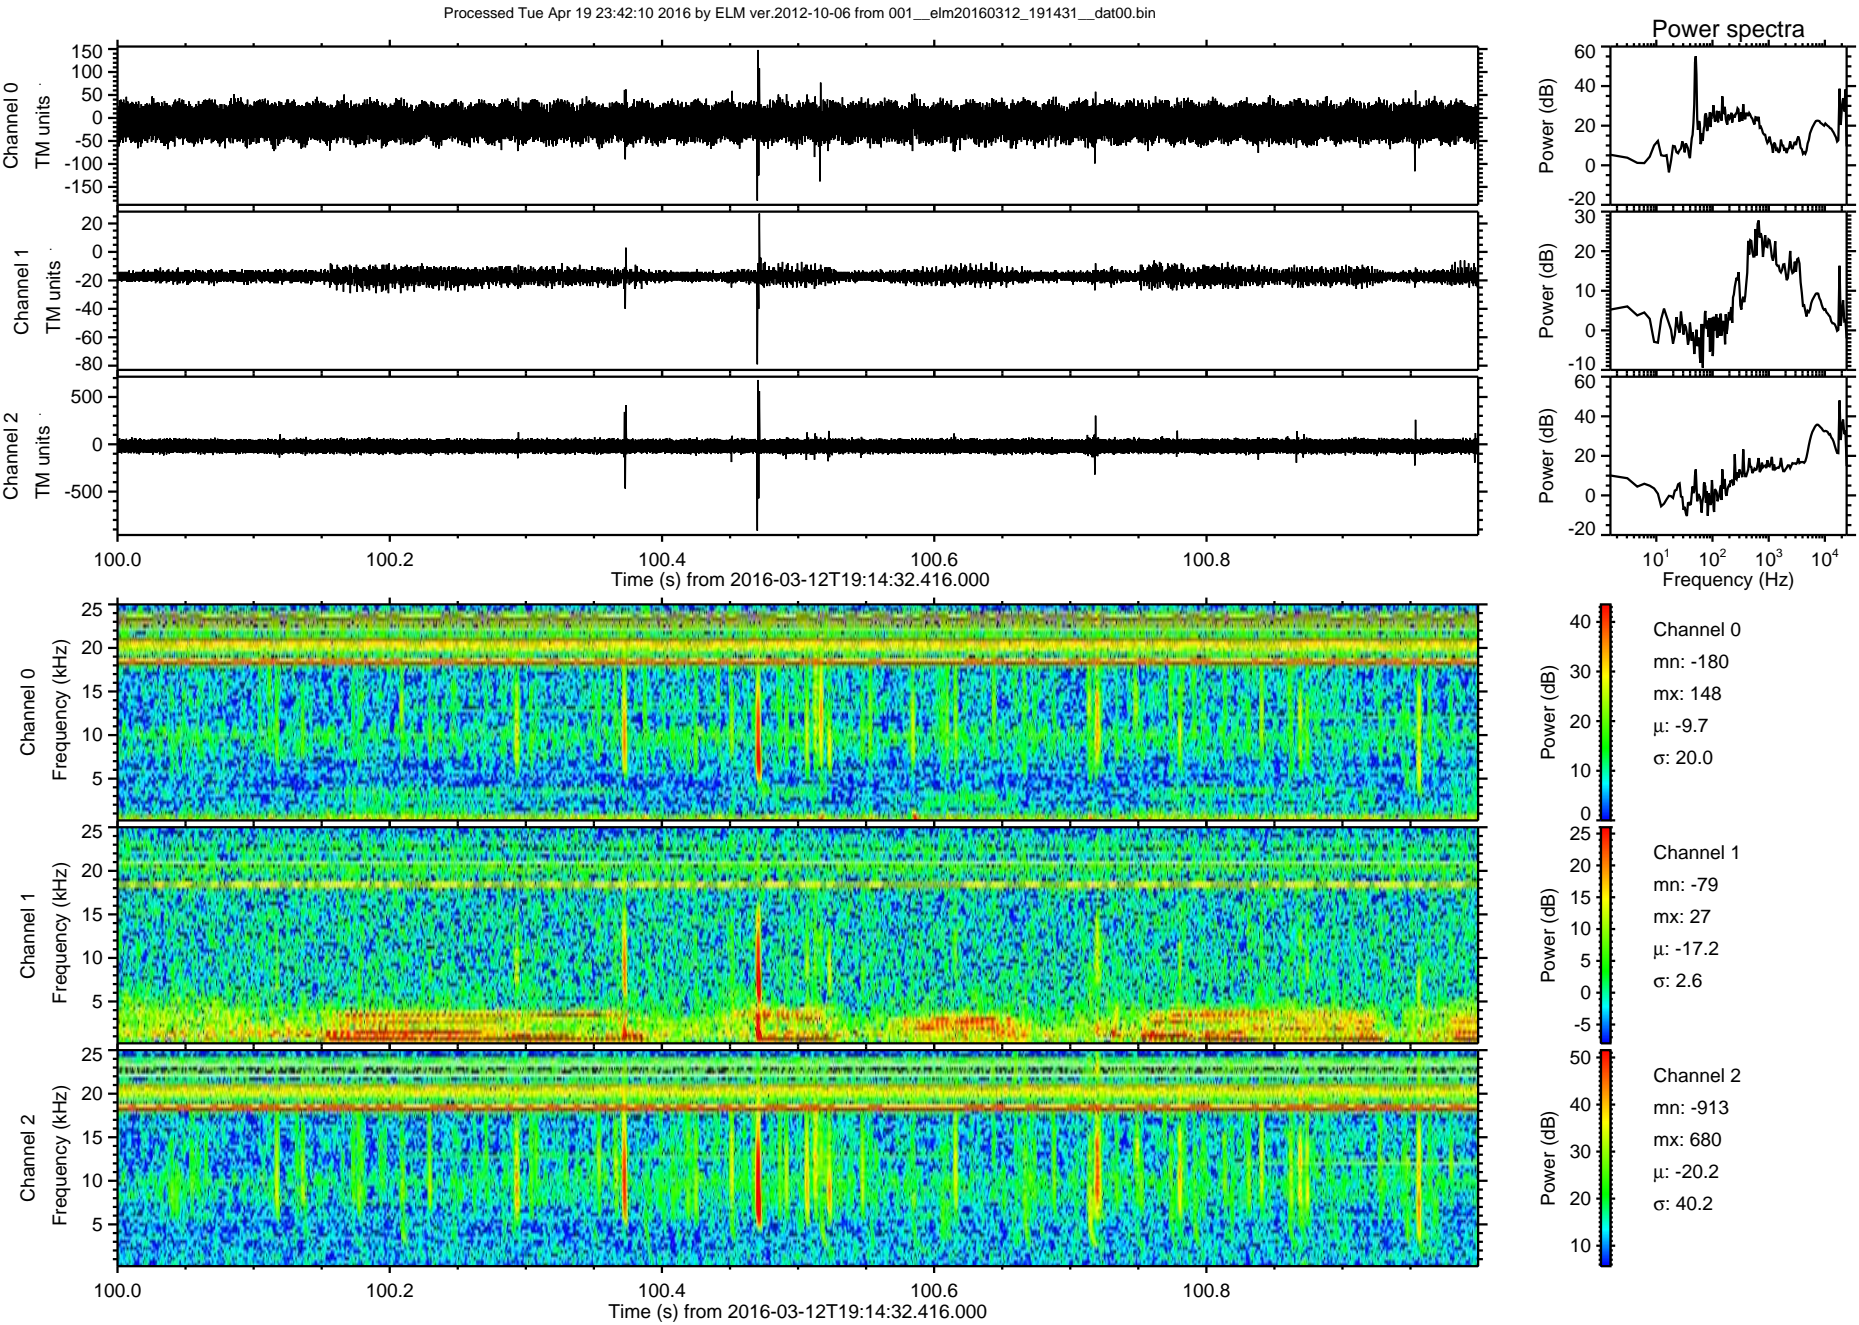 Processed Tue Apr 19 23:42:10 2016 by ELM ver.2012-10-06 from 001__elm20160312_191431__dat00.bin
Power spectra
Channel 0
TM units
150
100
50
0
-50
-100
-150
Power (dB)
60
40
20
0
-20
Channel 1
TM units
20
0
-20
-40
-60
-80
Power (dB)
30
20
10
0
-10
Channel 2
TM units
500
0
-500
Power (dB)
60
40
20
0
-20
100.0 100.2 100.4 100.6 100.8
Time (s) from 2016-03-12T19:14:32.416.000
10¹ 10² 10³ 10⁴
Frequency (Hz)
Channel 0
Frequency (kHz)
25
20
15
10
5
Power (dB)
40
30
20
10
0
Channel 0
mn: -180
mx: 148
μ: -9.7
σ: 20.0
Channel 1
Frequency (kHz)
25
20
15
10
5
Power (dB)
25
20
15
10
5
0
-5
Channel 1
mn: -79
mx: 27
μ: -17.2
σ: 2.6
Channel 2
Frequency (kHz)
25
20
15
10
5
Power (dB)
50
40
30
20
10
Channel 2
mn: -913
mx: 680
μ: -20.2
σ: 40.2
100.0 100.2 100.4 100.6 100.8
Time (s) from 2016-03-12T19:14:32.416.000